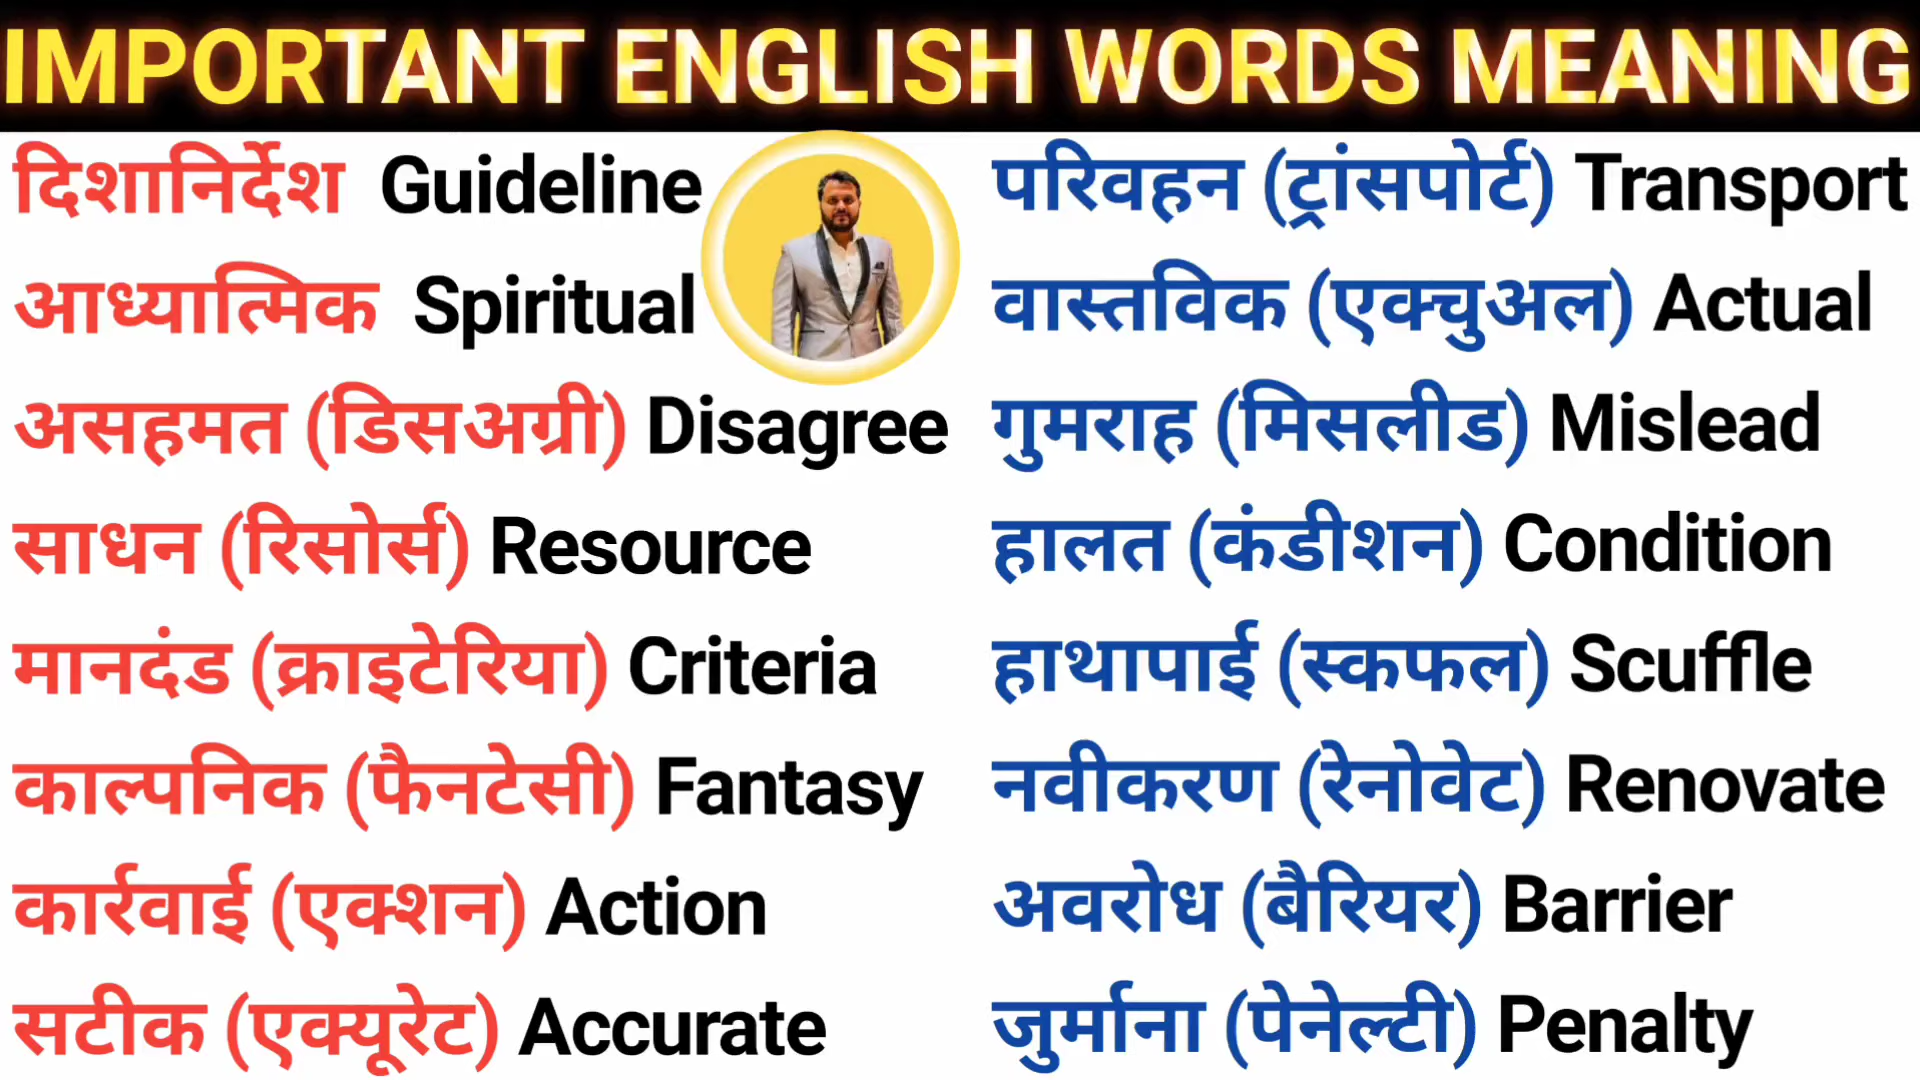 IMPORTANT ENGLISH WORDS MEANING
दिशानिर्देश Guideline
आध्यात्मिक Spiritual
असहमत (डिसअग्री) Disagree
साधन (रिसोर्स) Resource
मानदंड (क्राइटेरिया) Criteria
काल्पनिक (फैनटेसी) Fantasy
कार्रवाई (एक्शन) Action
सटीक (एक्यूरेट) Accurate
परिवहन (ट्रांसपोर्ट) Transport
वास्तविक (एक्चुअल) Actual
गुमराह (मिसलीड) Mislead
हालत (कंडीशन) Condition
हाथापाई (स्कफल) Scuffle
नवीकरण (रेनोवेट) Renovate
अवरोध (बैरियर) Barrier
जुर्माना (पेनेल्टी) Penalty